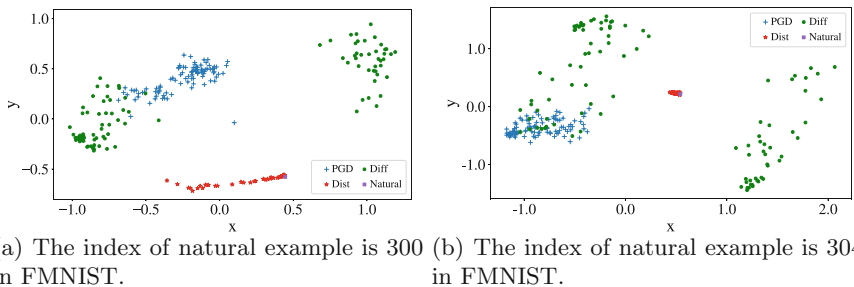 1.0
0.5
0.0
−0.5
y
−1.0 −0.5 0.0 0.5 1.0
x
PGD Diff
Dist Natural
1.0
0.0
-1.0
y
-1.0 0.0 1.0 2.0
x
PGD Diff
Dist Natural
a) The index of natural example is 300
n FMNIST.
(b) The index of natural example is 304
in FMNIST.